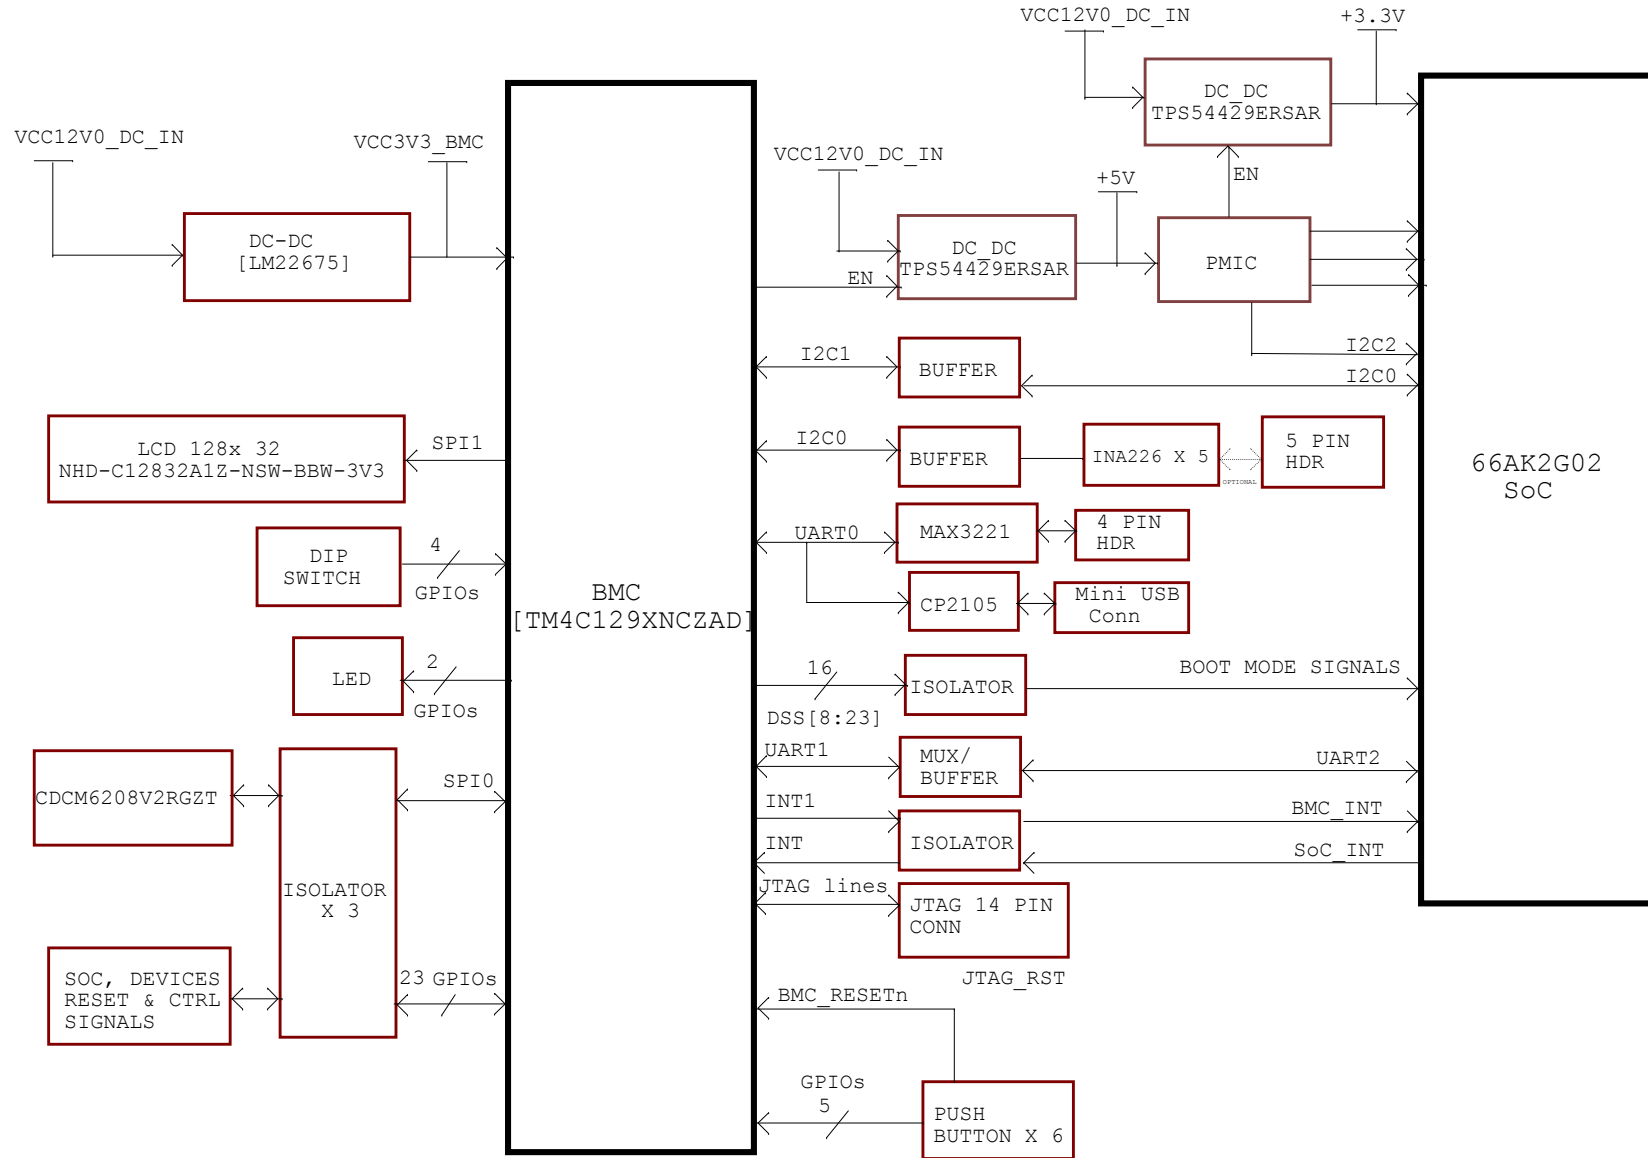 VCC12V0_DC_IN
+3.3V
DC_DC
TPS54429ERSAR
EN
VCC12V0_DC_IN
VCC3V3_BMC
DC-DC
[LM22675]
VCC12V0_DC_IN
+5V
DC_DC
TPS54429ERSAR
EN
PMIC
I2C2
I2C0
I2C1
BUFFER
LCD 128x 32
NHD-C12832A1Z-NSW-BBW-3V3
SPI1
I2C0
BUFFER
INA226 X 5
OPTIONAL
5 PIN
HDR
66AK2G02
SoC
DIP
SWITCH
4
GPIOs
UART0
MAX3221
4 PIN
HDR
CP2105
Mini USB
Conn
BMC
[TM4C129XNCZAD]
LED
2
GPIOs
16
DSS[8:23]
ISOLATOR
BOOT MODE SIGNALS
CDCM6208V2RGZT
SPI0
UART1
MUX/
BUFFER
UART2
INT1
INT
ISOLATOR
BMC_INT
SoC_INT
ISOLATOR
X 3
JTAG lines
JTAG 14 PIN
CONN
JTAG_RST
SOC, DEVICES
RESET & CTRL
SIGNALS
23 GPIOs
BMC_RESETn
GPIOs
5
PUSH
BUTTON X 6